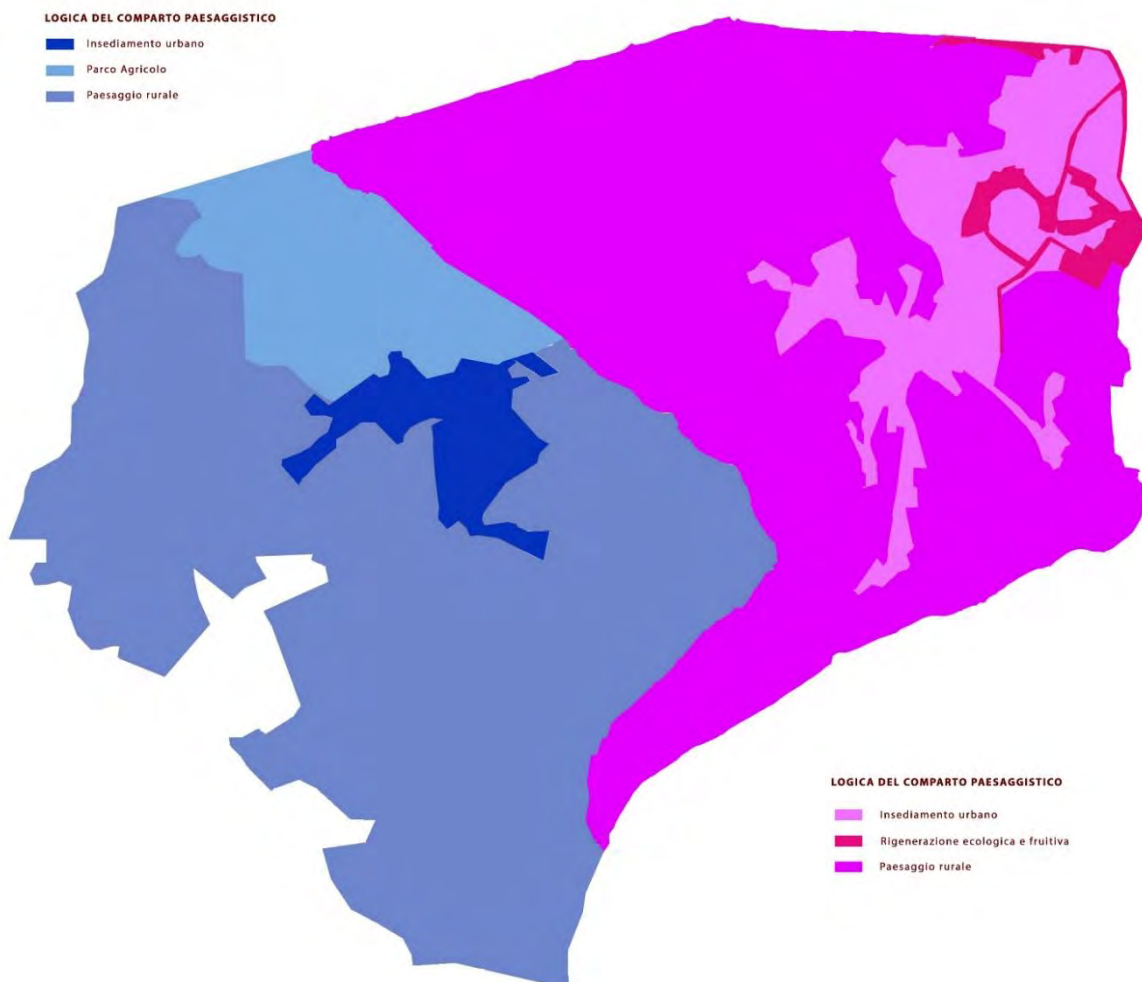 LOGICA DEL COMPARTO PAESAGGISTICO
Insediamento urbano
Parco Agricolo
Paesaggio rurale
LOGICA DEL COMPARTO PAESAGGISTICO
Insediamento urbano
Rigenerazione ecologica e fruitiva
Paesaggio rurale